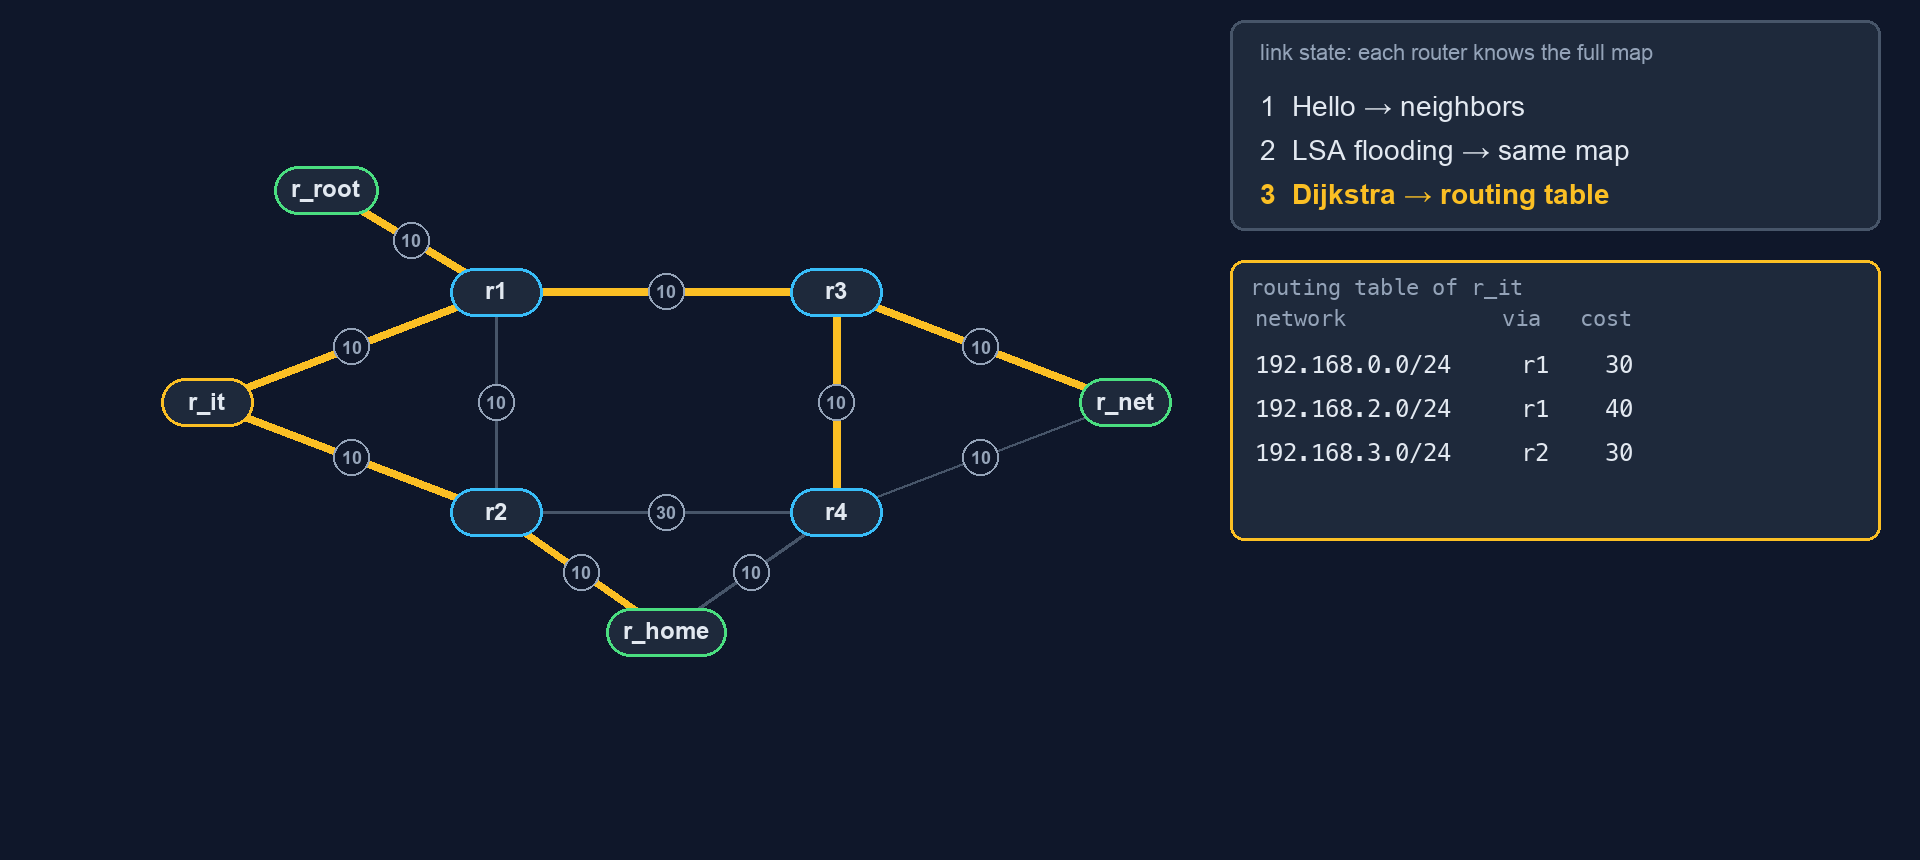 link state: each router knows the full map
1 Hello → neighbors
2 LSA flooding → same map
3 Dijkstra → routing table
r_root
10
r1
10
r3
10
10
r_it
10
10
r_net
10
10
r2
30
r4
10
10
r_home
routing table of r_it
network via cost
192.168.0.0/24 r1 30
192.168.2.0/24 r1 40
192.168.3.0/24 r2 30